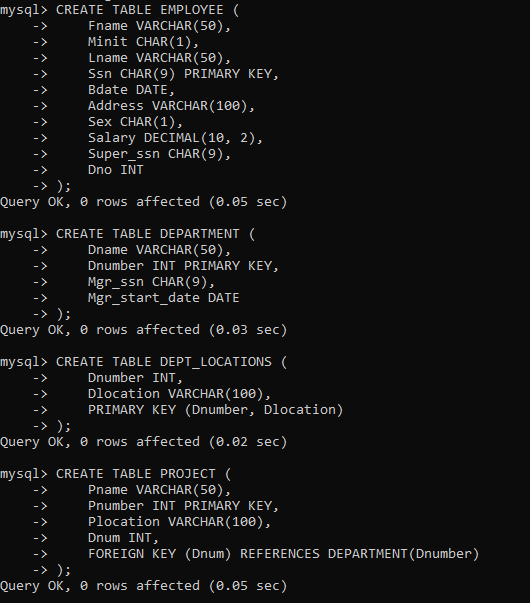 mysql> CREATE TABLE EMPLOYEE (
    ->     Fname VARCHAR(50),
    ->     Minit CHAR(1),
    ->     Lname VARCHAR(50),
    ->     Ssn CHAR(9) PRIMARY KEY,
    ->     Bdate DATE,
    ->     Address VARCHAR(100),
    ->     Sex CHAR(1),
    ->     Salary DECIMAL(10, 2),
    ->     Super_ssn CHAR(9),
    ->     Dno INT
    -> );
Query OK, 0 rows affected (0.05 sec)

mysql> CREATE TABLE DEPARTMENT (
    ->     Dname VARCHAR(50),
    ->     Dnumber INT PRIMARY KEY,
    ->     Mgr_ssn CHAR(9),
    ->     Mgr_start_date DATE
    -> );
Query OK, 0 rows affected (0.03 sec)

mysql> CREATE TABLE DEPT_LOCATIONS (
    ->     Dnumber INT,
    ->     Dlocation VARCHAR(100),
    ->     PRIMARY KEY (Dnumber, Dlocation)
    -> );
Query OK, 0 rows affected (0.02 sec)

mysql> CREATE TABLE PROJECT (
    ->     Pname VARCHAR(50),
    ->     Pnumber INT PRIMARY KEY,
    ->     Plocation VARCHAR(100),
    ->     Dnum INT,
    ->     FOREIGN KEY (Dnum) REFERENCES DEPARTMENT(Dnumber)
    -> );
Query OK, 0 rows affected (0.05 sec)